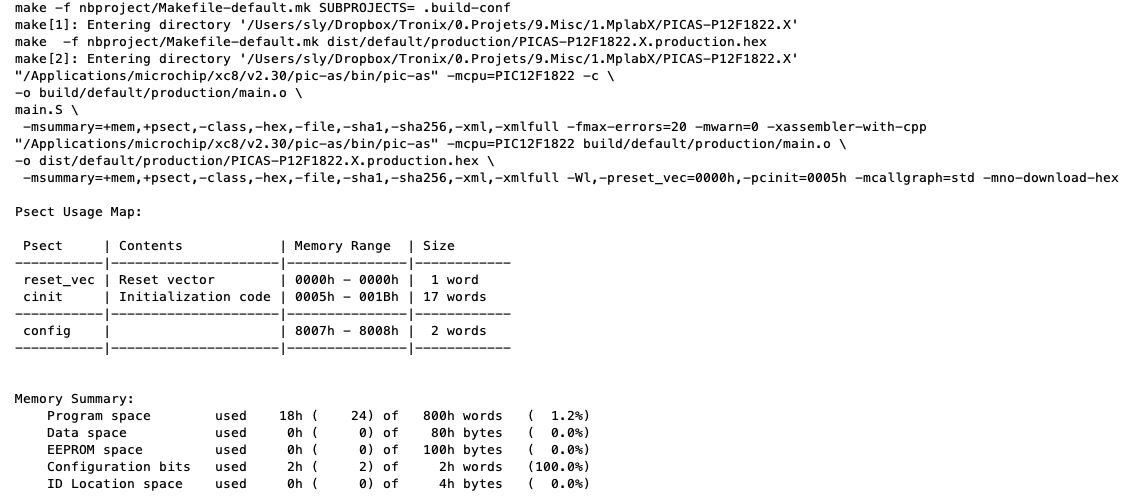 make -f nbproject/Makefile-default.mk SUBPROJECTS= .build-conf
make[1]: Entering directory '/Users/sly/Dropbox/Tronix/0.Projets/9.Misc/1.MplabX/PICAS-P12F1822.X'
make  -f nbproject/Makefile-default.mk dist/default/production/PICAS-P12F1822.X.production.hex
make[2]: Entering directory '/Users/sly/Dropbox/Tronix/0.Projets/9.Misc/1.MplabX/PICAS-P12F1822.X'
"/Applications/microchip/xc8/v2.30/pic-as/bin/pic-as" -mcpu=PIC12F1822 -c \
-o build/default/production/main.o \
main.S \
 -msummary=+mem,+psect,-class,-hex,-file,-sha1,-sha256,-xml,-xmlfull -fmax-errors=20 -mwarn=0 -xassembler-with-cpp
"/Applications/microchip/xc8/v2.30/pic-as/bin/pic-as" -mcpu=PIC12F1822 build/default/production/main.o \
-o dist/default/production/PICAS-P12F1822.X.production.hex \
 -msummary=+mem,+psect,-class,-hex,-file,-sha1,-sha256,-xml,-xmlfull -Wl,-preset_vec=0000h,-pcinit=0005h -mcallgraph=std -mno-download-hex
Psect Usage Map:
 Psect     | Contents            | Memory Range  | Size
-----------|---------------------|---------------|------------
 reset_vec | Reset vector        | 0000h - 0000h |  1 word
 cinit     | Initialization code | 0005h - 001Bh | 17 words
-----------|---------------------|---------------|------------
 config    |                     | 8007h - 8008h |  2 words
-----------|---------------------|---------------|------------
Memory Summary:
    Program space        used    18h (    24) of   800h words   (  1.2%)
    Data space           used     0h (     0) of    80h bytes   (  0.0%)
    EEPROM space         used     0h (     0) of   100h bytes   (  0.0%)
    Configuration bits   used     2h (     2) of     2h words   (100.0%)
    ID Location space    used     0h (     0) of     4h bytes   (  0.0%)